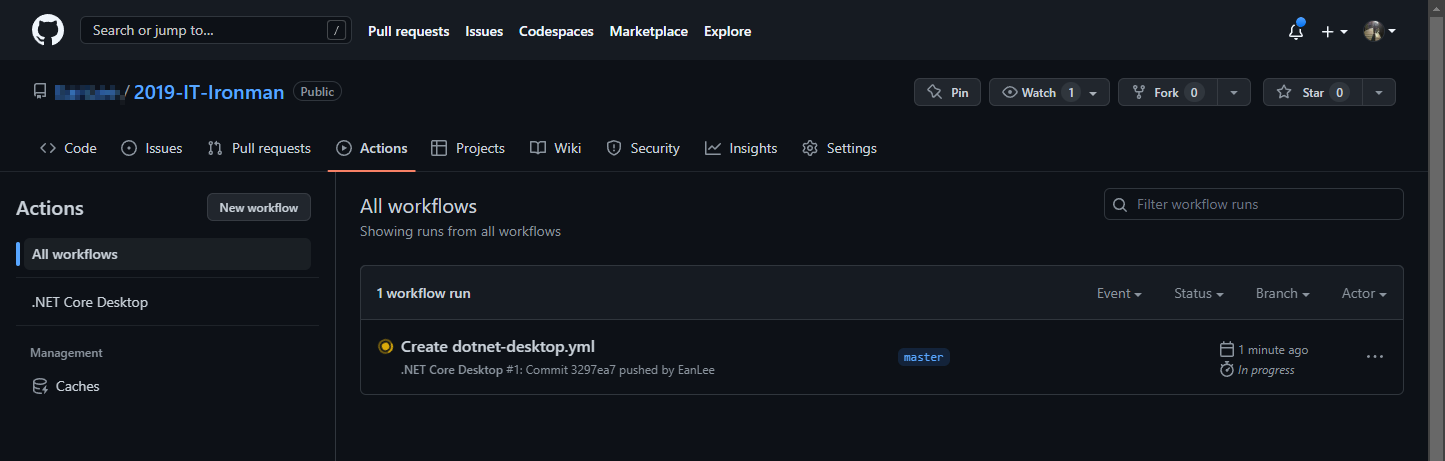 Search or jump to... /
Pull requests Issues Codespaces Marketplace Explore
/ 2019-IT-Ironman Public
Pin Watch 1 Fork 0 Star 0
Code Issues Pull requests Actions Projects Wiki Security Insights Settings
Actions New workflow
All workflows
.NET Core Desktop
Management
Caches
All workflows
Showing runs from all workflows
Filter workflow runs
1 workflow run Event Status Branch Actor
Create dotnet-desktop.yml
.NET Core Desktop #1: Commit 3297ea7 pushed by EanLee
master
1 minute ago
In progress